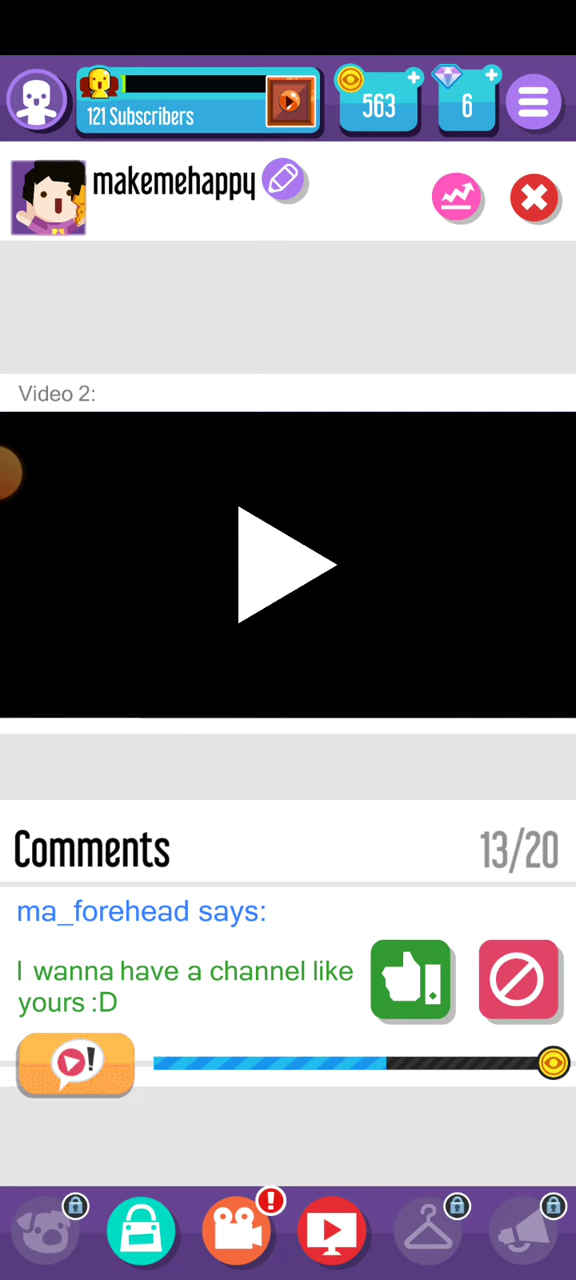 121 Subscribers
563
6
makemehappy
Video 2:
Comments
13/20
ma_forehead says:
I wanna have a channel like
yours :D
!
!